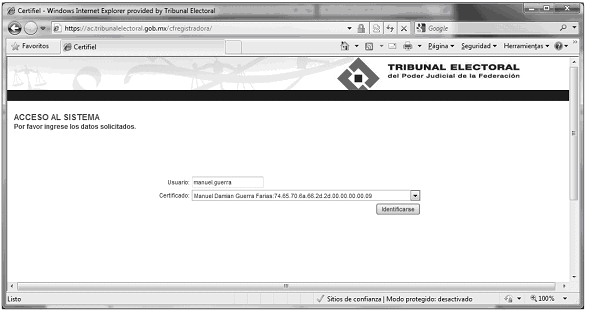 Certifiel - Windows Internet Explorer provided by Tribunal Electoral
https://ac.tribunalelectoral.gob.mx/cfregistradora/
Google
Favoritos
Certifiel
Página
Seguridad
Herramientas
TRIBUNAL ELECTORAL
del Poder Judicial de la Federación
ACCESO AL SISTEMA
Por favor ingrese los datos solicitados.
Usuario: manuel.guerra
Certificado: Manuel Damian Guerra Farias:74.65.70.6a.66.2d.2d.00.00.00.00.09
Identificarse
Listo
Sitios de confianza | Modo protegido: desactivado
100%